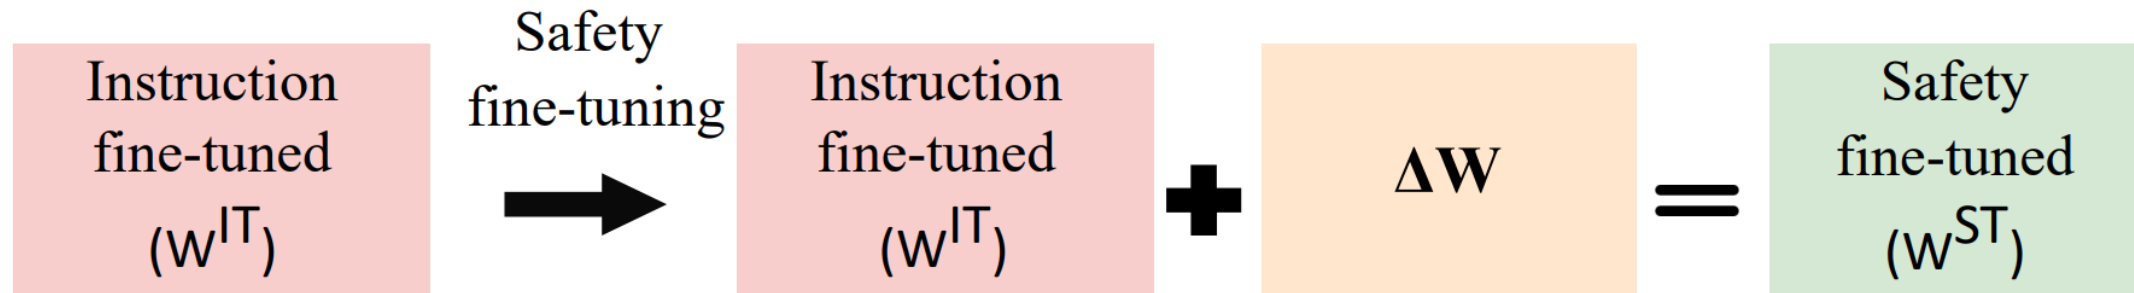 Instruction
fine-tuned
(W^IT)
Safety
fine-tuning
Instruction
fine-tuned
(W^IT)
ΔW
Safety
fine-tuned
(W^ST)